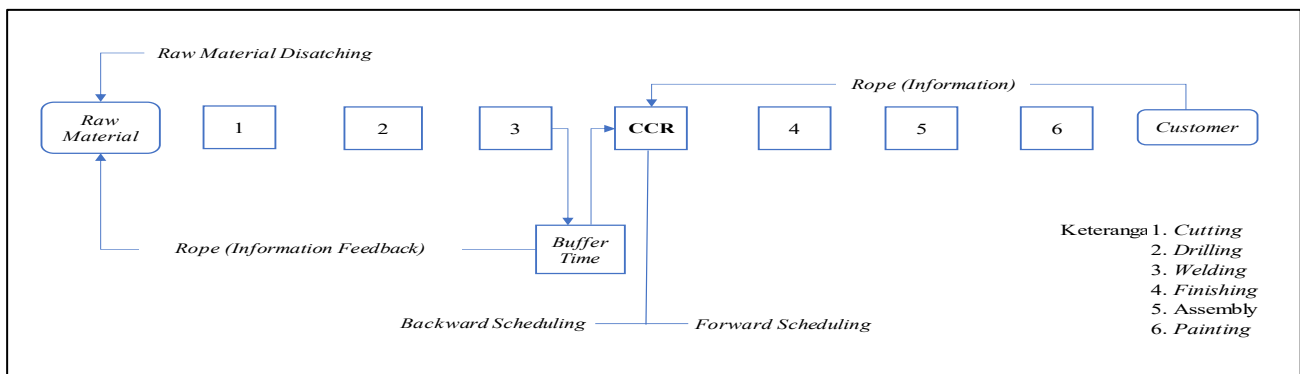 Raw Material Disatching
Rope (Information)
Raw
Material
1
2
3
CCR
4
5
6
Customer
Rope (Information Feedback)
Buffer
Time
Keteranga 1. Cutting
2. Drilling
3. Welding
4. Finishing
5. Assembly
6. Painting
Backward Scheduling
Forward Scheduling